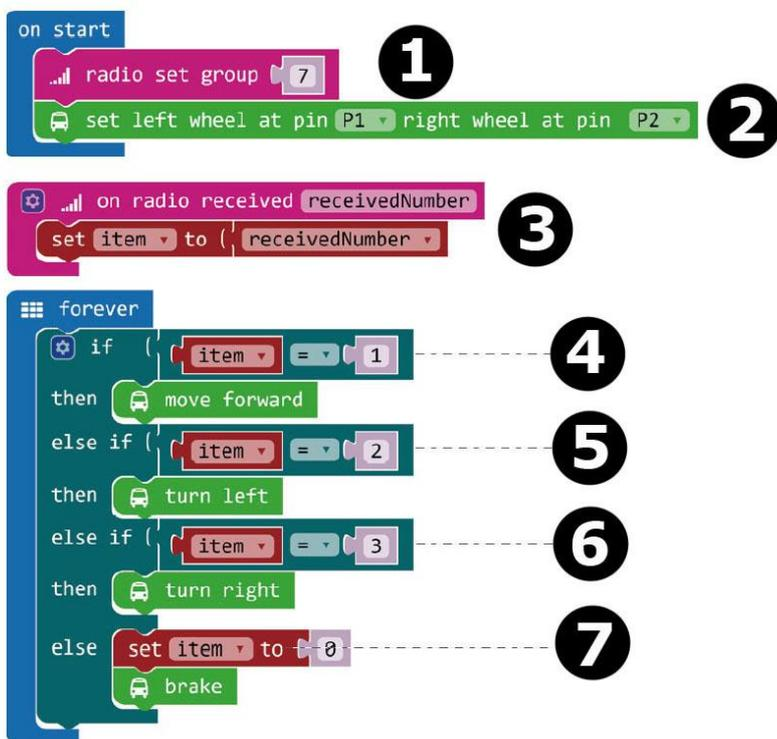 on start
radio set group 7
1
set left wheel at pin P1 right wheel at pin P2
2
on radio received receivedNumber
set item to ( receivedNumber
3
forever
if ( item = 1
4
then move forward
else if ( item = 2
5
then turn left
else if ( item = 3
6
then turn right
else set item to 0
7
brake